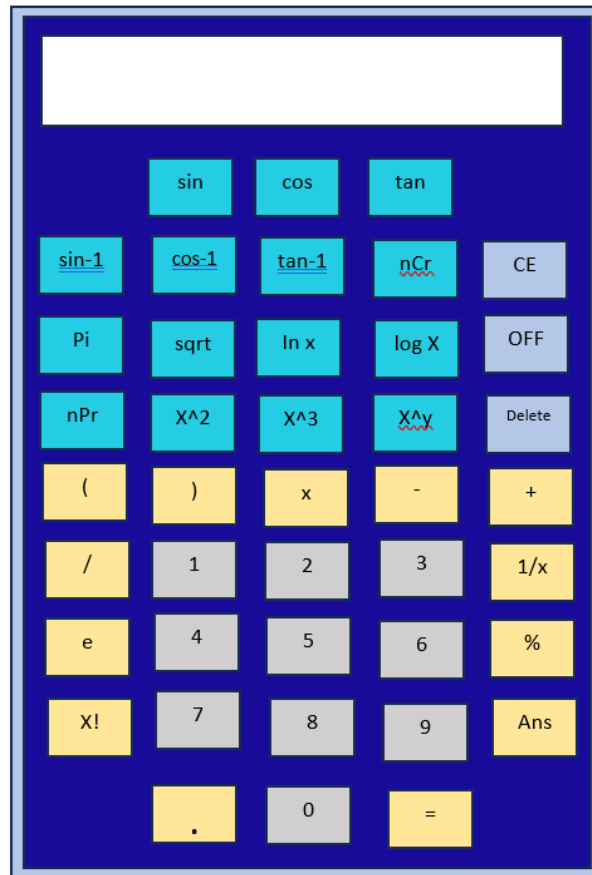 sin cos tan
sin-1 cos-1 tan-1 nCr CE
Pi sqrt ln x log X OFF
nPr X^2 X^3 X^y Delete
( ) x - +
/ 1 2 3 1/x
e 4 5 6 %
X! 7 8 9 Ans
. 0 =